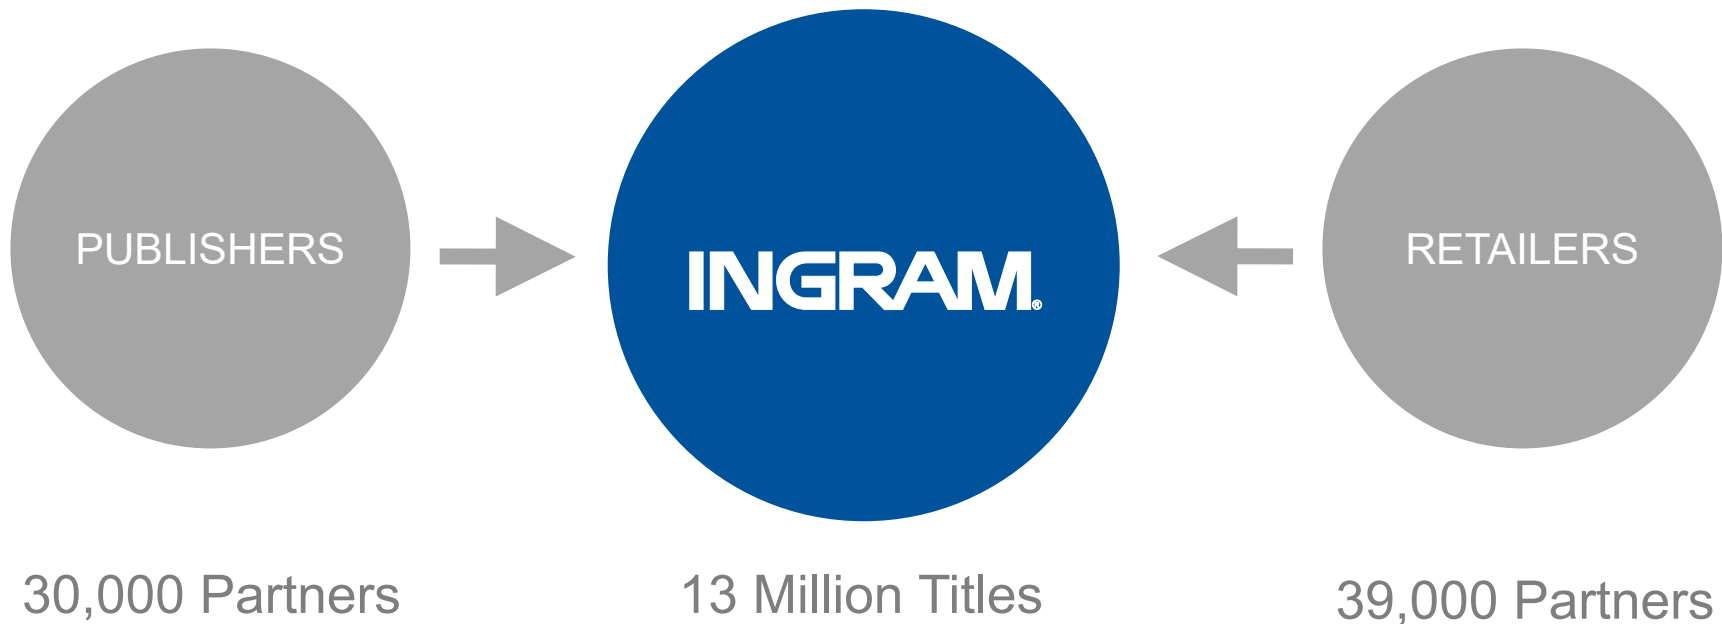 PUBLISHERS
INGRAM®
RETAILERS
30,000 Partners
13 Million Titles
39,000 Partners